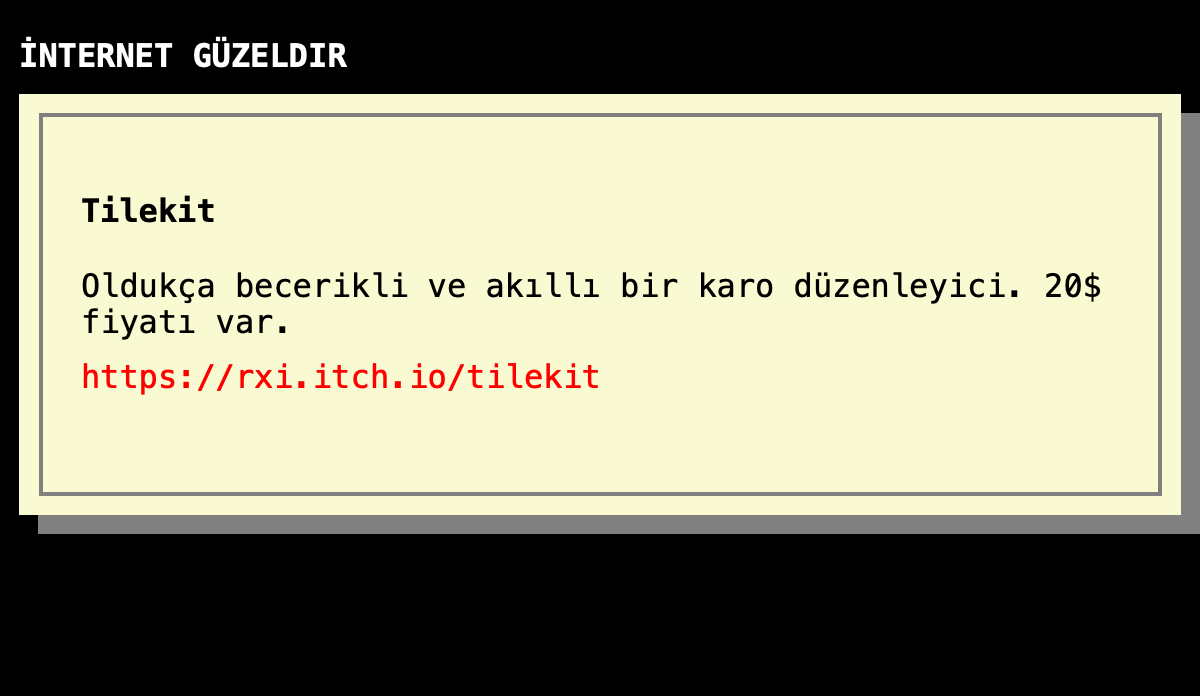 İNTERNET GÜZELDIR
Tilekit
Oldukça becerikli ve akıllı bir karo düzenleyici. 20$
fiyatı var.
https://rxi.itch.io/tilekit